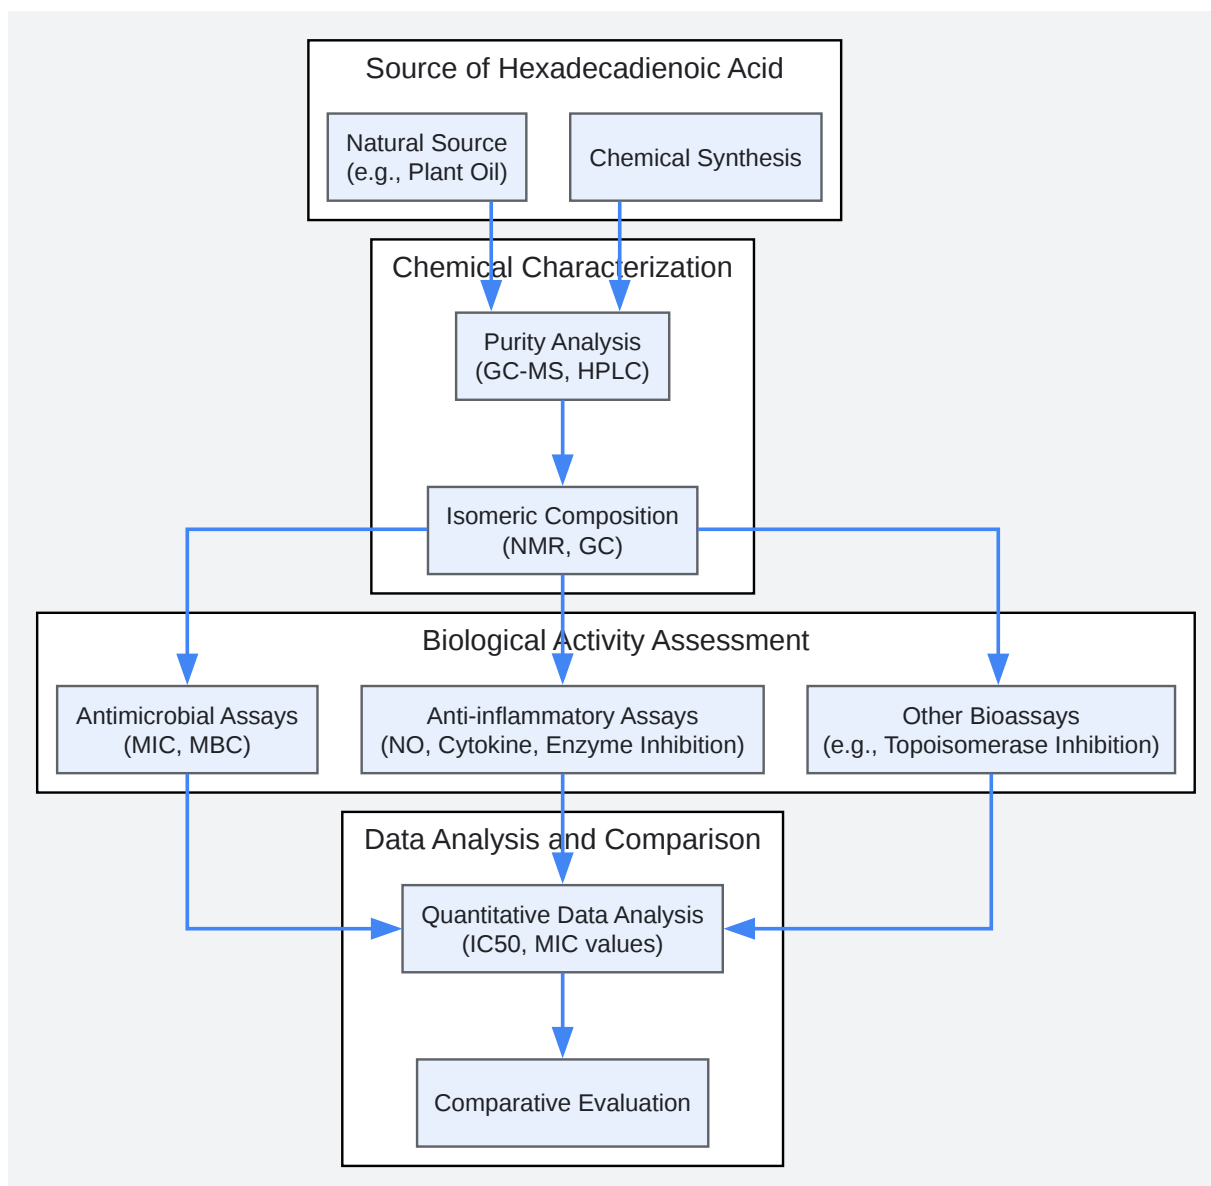 Source of Hexadecadienoic Acid
Natural Source
(e.g., Plant Oil)
Chemical Synthesis
Chemical Characterization
Purity Analysis
(GC-MS, HPLC)
Isomeric Composition
(NMR, GC)
Biological Activity Assessment
Antimicrobial Assays
(MIC, MBC)
Anti-inflammatory Assays
(NO, Cytokine, Enzyme Inhibition)
Other Bioassays
(e.g., Topoisomerase Inhibition)
Data Analysis and Comparison
Quantitative Data Analysis
(IC50, MIC values)
Comparative Evaluation